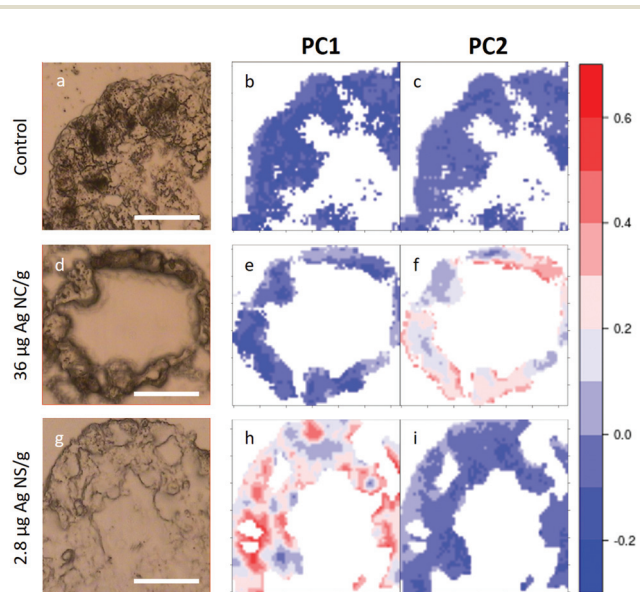 PC1 PC2
Control
a b c
36 µg Ag NC/g
d e f
2.8 µg Ag NS/g
g h i
0.6
0.4
0.2
0.0
-0.2